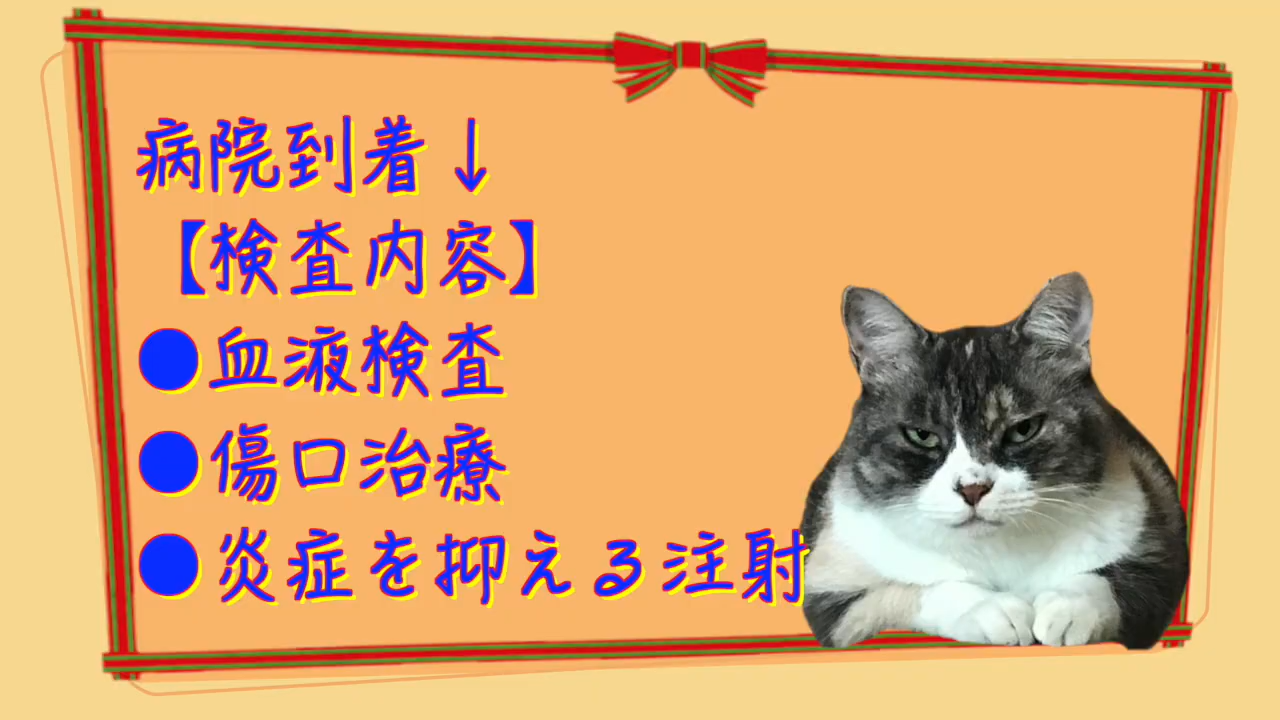 病院到着↓
【検査内容】
●血液検査
●傷口治療
●炎症を抑える注射